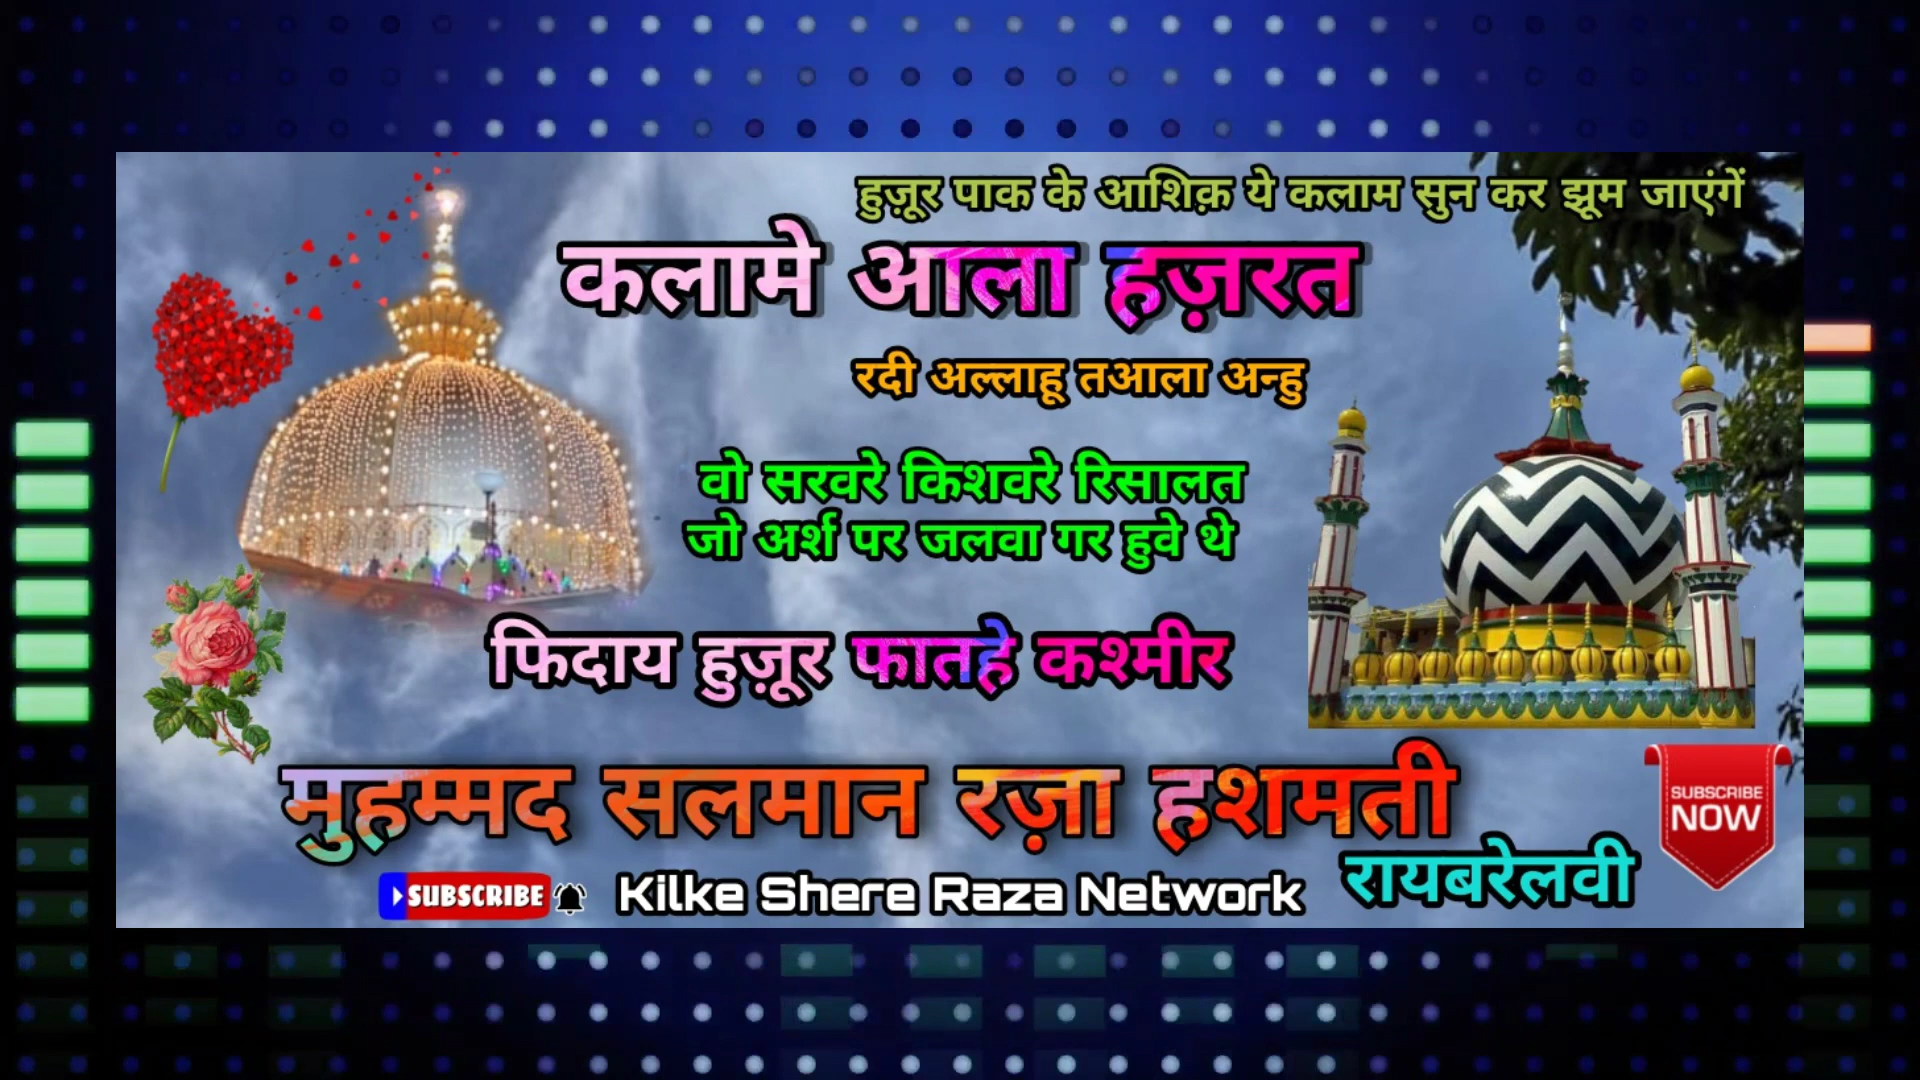 हुज़ूर पाक के आशिक़ ये कलाम सुन कर झूम जाएंगें
कलामे आला हज़रत
रदी अल्लाहू तआला अन्हु
वो सरवरे किशवरे रिसालत
जो अर्श पर जलवा गर हुवे थे
फिदाय हुज़ूर फातहे कश्मीर
मुहम्मद सलमान रज़ा हशमती
रायबरेलवी
SUBSCRIBE
Kilke Shere Raza Network
SUBSCRIBE
NOW